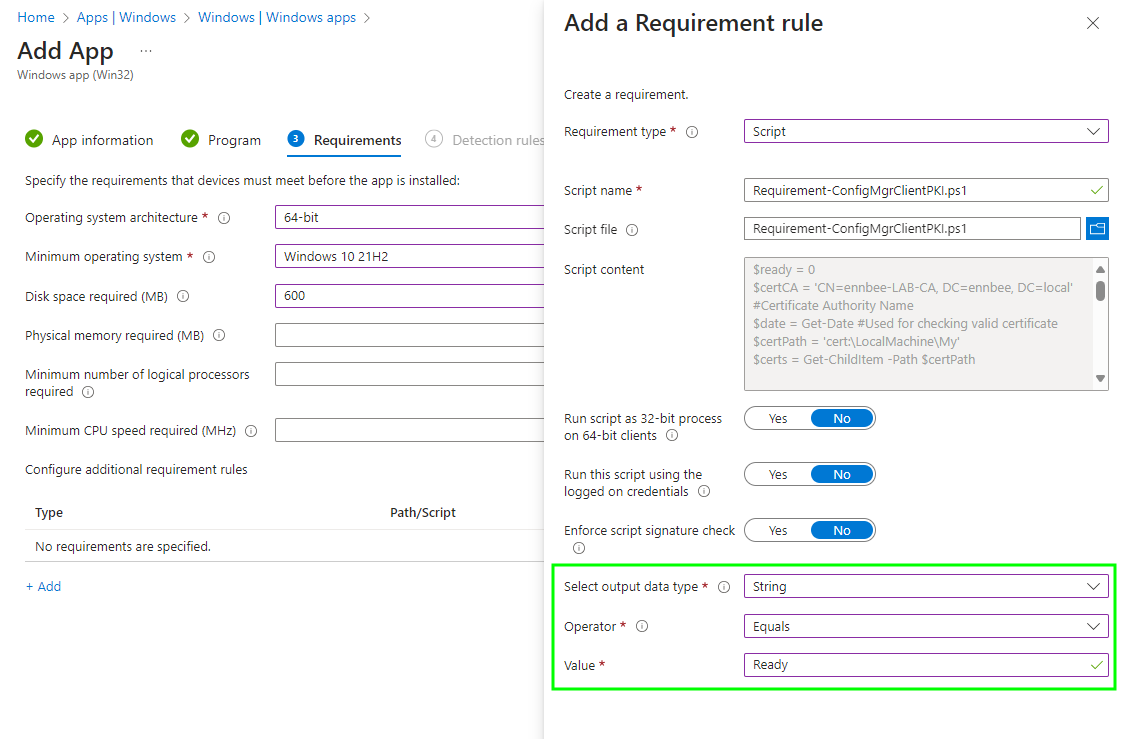 Home > Apps | Windows > Windows | Windows apps >
Add App ...
Windows app (Win32)
App information
Program
3 Requirements
4 Detection rules
Specify the requirements that devices must meet before the app is installed:
Operating system architecture * 64-bit
Minimum operating system * Windows 10 21H2
Disk space required (MB) 600
Physical memory required (MB)
Minimum number of logical processors
required
Minimum CPU speed required (MHz)
Configure additional requirement rules
Type Path/Script
No requirements are specified.
+ Add
Add a Requirement rule
Create a requirement.
Requirement type * Script
Script name * Requirement-ConfigMgrClientPKI.ps1
Script file Requirement-ConfigMgrClientPKI.ps1
Script content
$ready = 0
$certCA = 'CN=ennbee-LAB-CA, DC=ennbee, DC=local'
#Certificate Authority Name
$date = Get-Date #Used for checking valid certificate
$certPath = 'cert:\LocalMachine\My'
$certs = Get-ChildItem -Path $certPath
Run script as 32-bit process
on 64-bit clients
Yes No
Run this script using the
logged on credentials
Yes No
Enforce script signature check
Yes No
Select output data type * String
Operator * Equals
Value * Ready